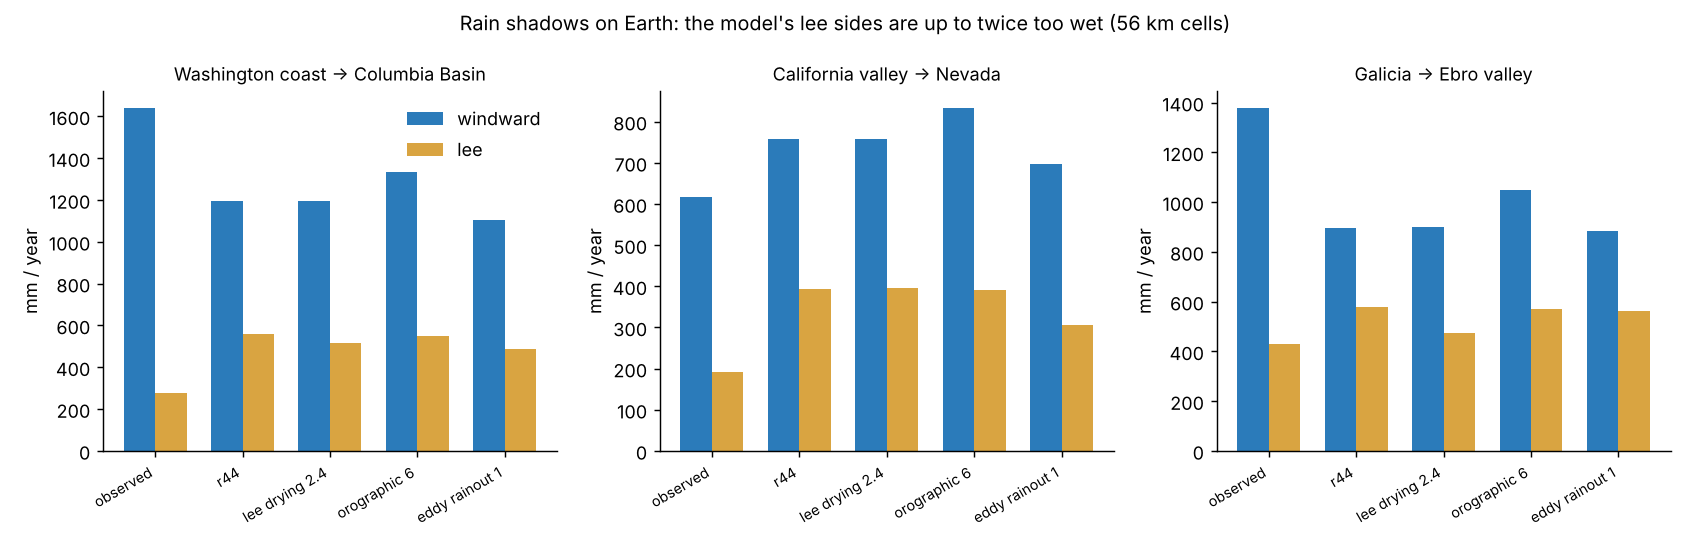 Rain shadows on Earth: the model's lee sides are up to twice too wet (56 km cells)
Washington coast → Columbia Basin
windward
lee
mm / year
1600
1400
1200
1000
800
600
400
200
0
observed
r44
lee drying 2.4
orographic 6
eddy rainout 1
California valley → Nevada
mm / year
800
700
600
500
400
300
200
100
0
observed
r44
lee drying 2.4
orographic 6
eddy rainout 1
Galicia → Ebro valley
mm / year
1400
1200
1000
800
600
400
200
0
observed
r44
lee drying 2.4
orographic 6
eddy rainout 1